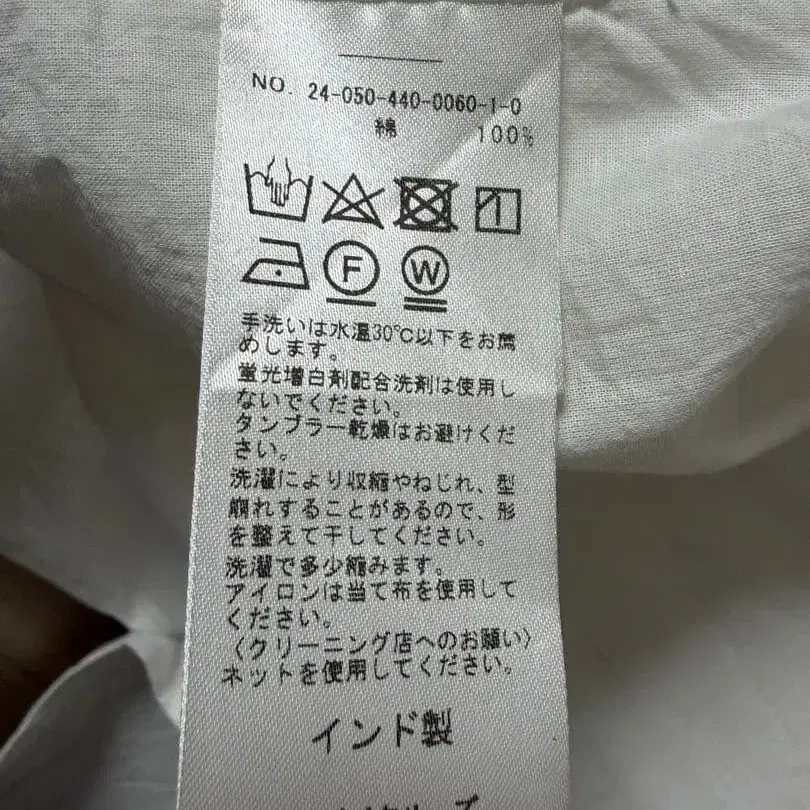 NO. 24-050-440-0060-1-0
綿 100%
F W
手洗いは水温30℃以下をお薦
めします。
蛍光増白剤配合洗剤は使用し
ないでください。
タンブラー乾燥はお避けくだ
さい。
洗濯により収縮やねじれ、型
崩れすることがあるので、形
を整えて干してください。
洗濯で多少縮みます。
アイロンは当て布を使用して
ください。
〈クリーニング店へのお願い〉
ネットを使用してください。
インド製